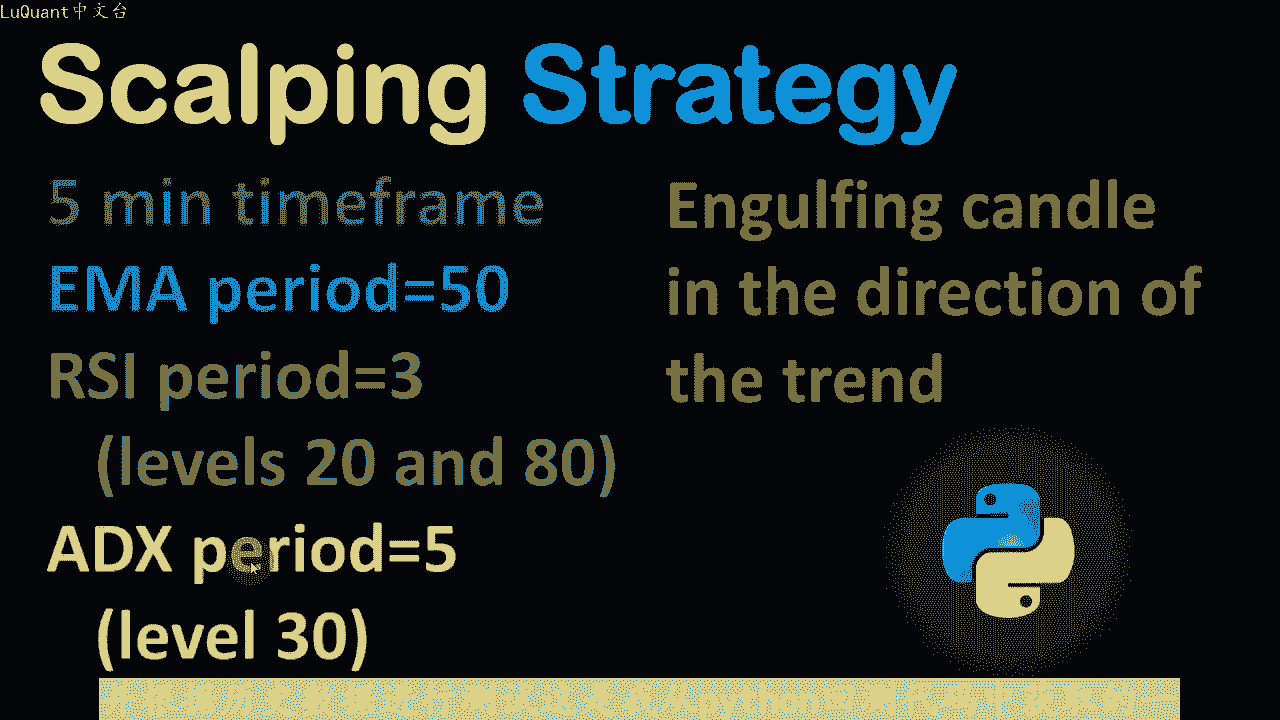 LuQuant中文台
Scalping Strategy
5 min timeframe
EMA period=50
RSI period=3
(levels 20 and 80)
ADX period=5
(level 30)
Engulfing candle
in the direction of
the trend